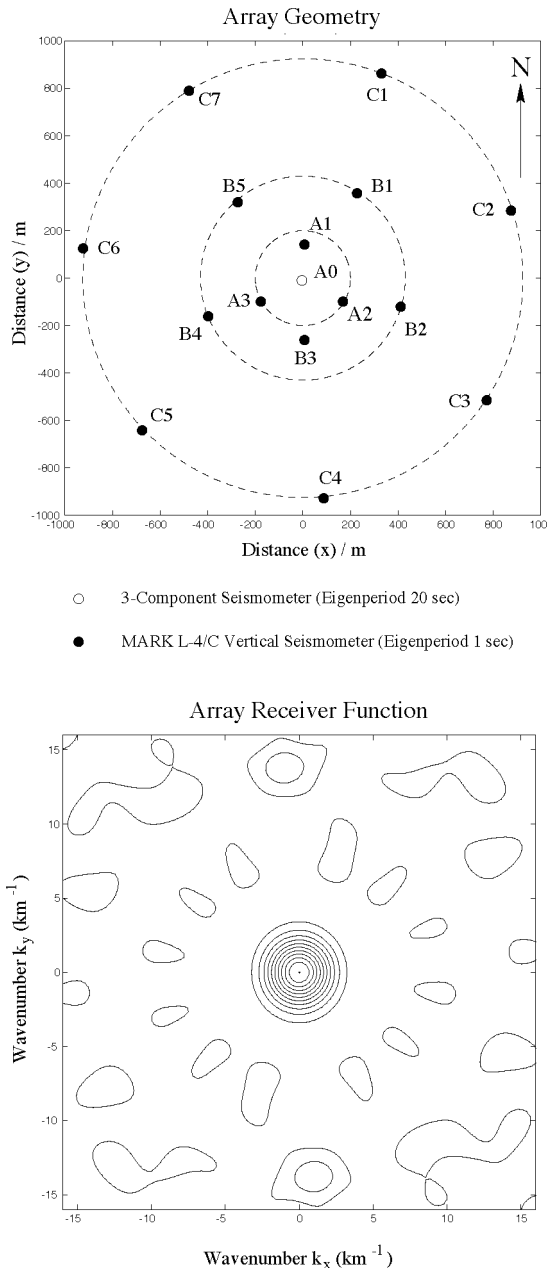 Array Geometry
1000
800
600
400
200
0
-200
-400
-600
-800
-1000
-1000
-800
-600
-400
-200
0
200
400
600
800
100
Distance (y) / m
Distance (x) / m
N
C7
C1
B5
B1
C2
A1
C6
A0
A3
A2
B4
B2
B3
C3
C5
C4
3-Component Seismometer (Eigenperiod 20 sec)
MARK L-4/C Vertical Seismometer (Eigenperiod 1 sec)
Array Receiver Function
15
10
5
0
-5
-10
-15
-15
-10
-5
0
5
10
15
Wavenumber ky (km -1)
Wavenumber kx (km -1)